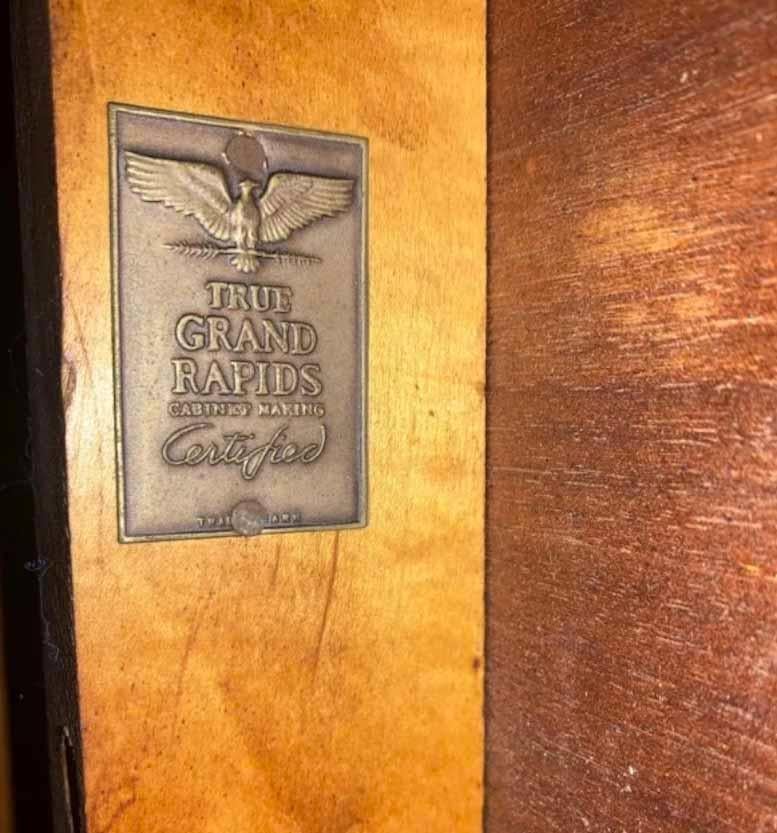 TRUE
GRAND
RAPIDS
CABINET MAKING
Certified